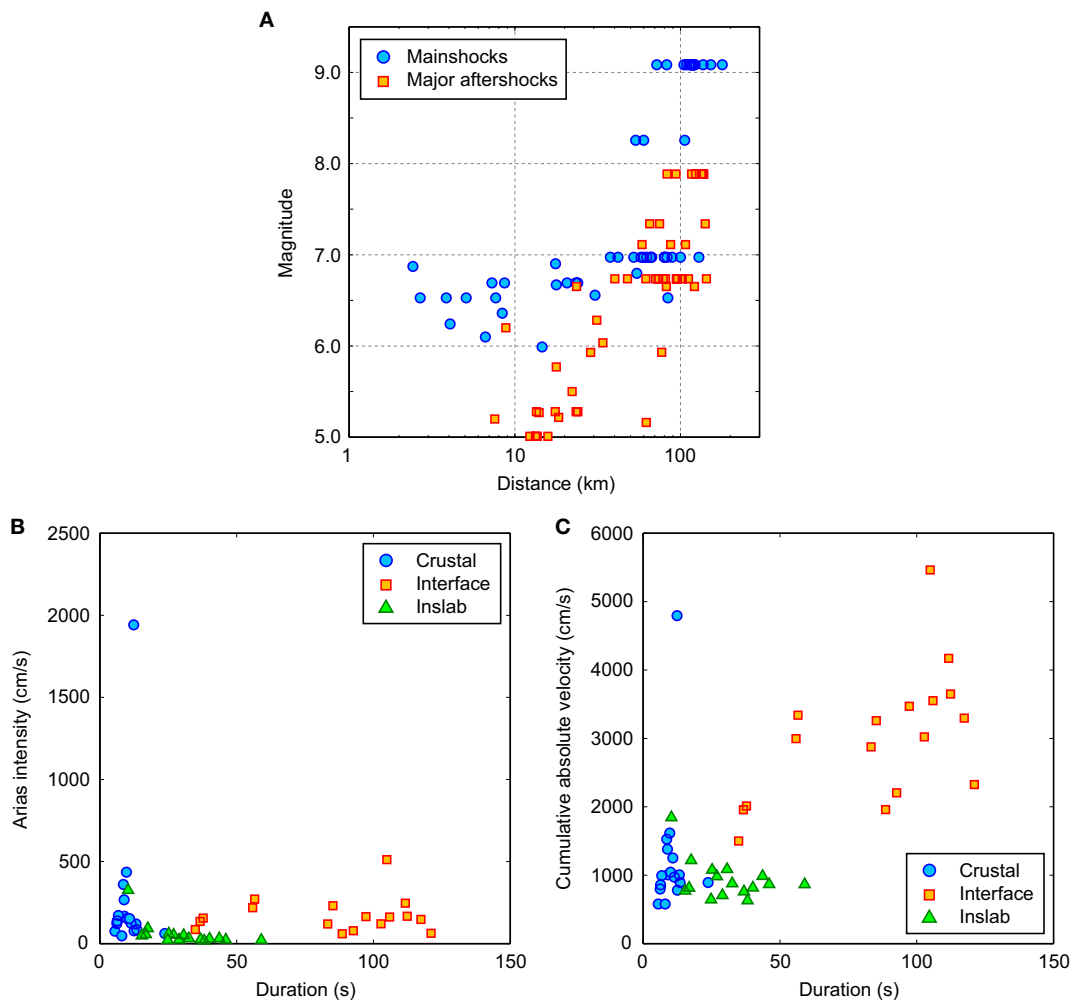 A
Mainshocks
Major aftershocks
9.0
8.0
7.0
6.0
5.0
Magnitude
1
10
100
Distance (km)
B
2500
2000
1500
1000
500
0
Arias intensity (cm/s)
Crustal
Interface
Inslab
0
50
100
150
Duration (s)
C
6000
5000
4000
3000
2000
1000
0
Cumulative absolute velocity (cm/s)
Crustal
Interface
Inslab
0
50
100
150
Duration (s)